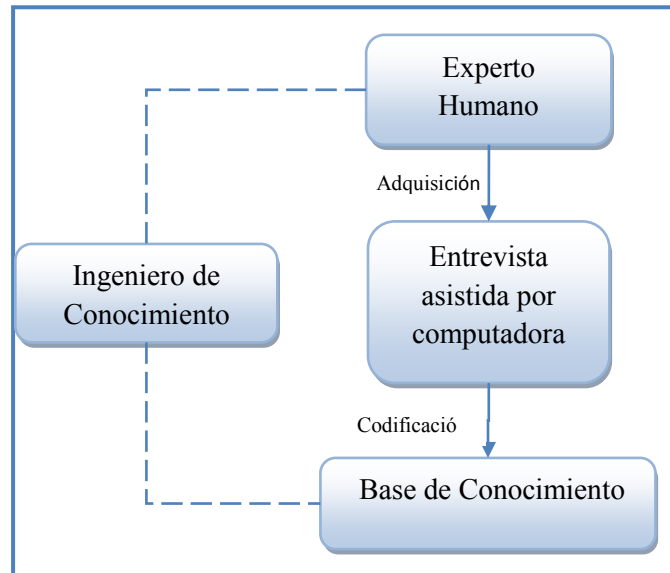 Experto
Humano
Adquisición
Entrevista
asistida por
computadora
Ingeniero de
Conocimiento
Codificació
Base de Conocimiento